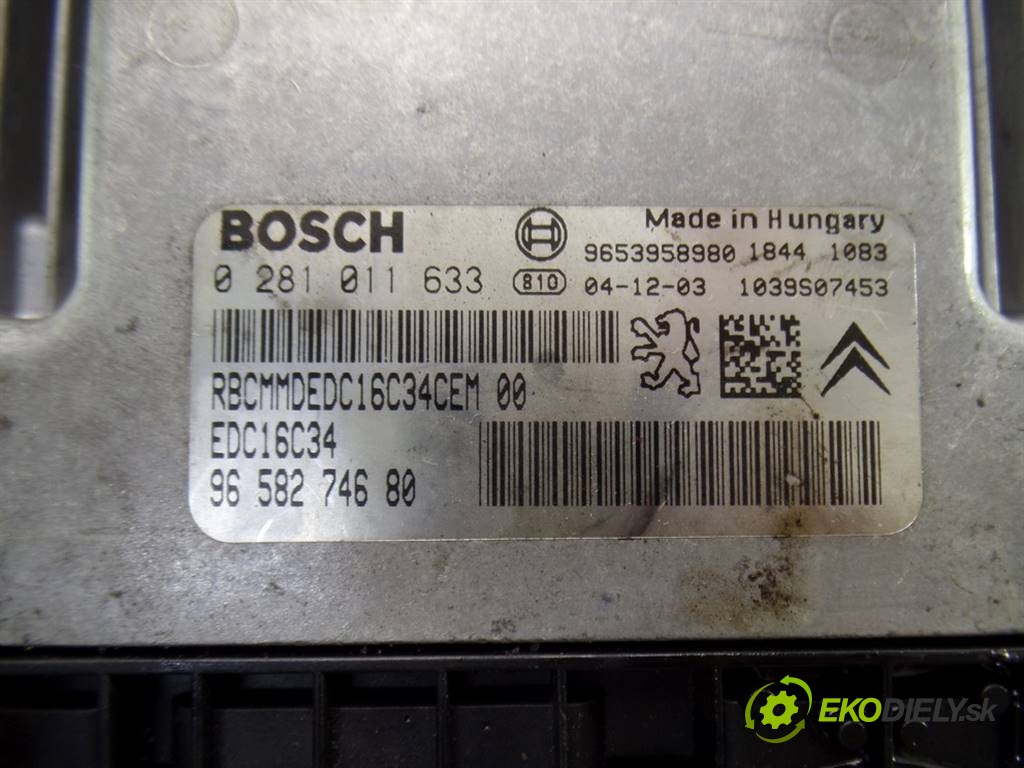 BOSCH
Made in Hungary
9653958980 1844 1083
0 281 011 633
810
04-12-03 1039S07453
RBCMMDEDC16C34CEM 00
EDC16C34
96 582 746 80
EKODIELY.sk